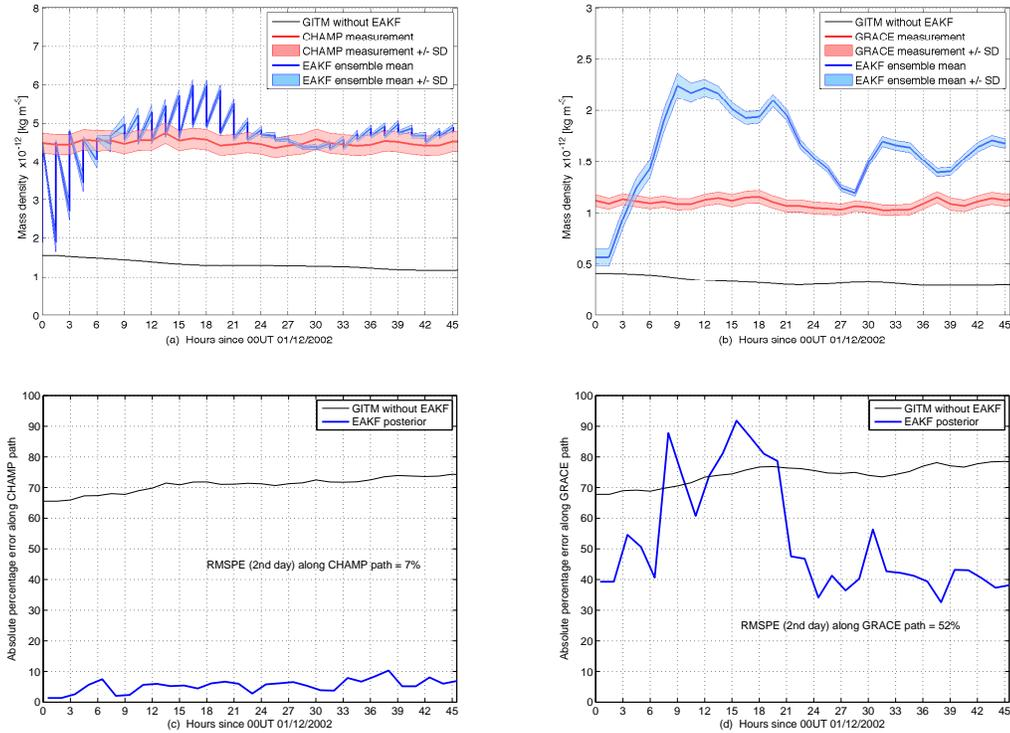 8
7
6
5
4
3
2
1
0
Mass density x10^-12 [kg m^-3]
GITM without EAKF
CHAMP measurement
CHAMP measurement +/- SD
EAKF ensemble mean
EAKF ensemble mean +/- SD
0 3 6 9 12 15 18 21 24 27 30 33 36 39 42 45
(a) Hours since 00UT 01/12/2002
3
2.5
2
1.5
1
0.5
0
Mass density x10^-12 [kg m^-3]
GITM without EAKF
GRACE measurement
GRACE measurement +/- SD
EAKF ensemble mean
EAKF ensemble mean +/- SD
0 3 6 9 12 15 18 21 24 27 30 33 36 39 42 45
(b) Hours since 00UT 01/12/2002
100
90
80
70
60
50
40
30
20
10
0
Absolute percentage error along CHAMP path
GITM without EAKF
EAKF posterior
RMSPE (2nd day) along CHAMP path = 7%
0 3 6 9 12 15 18 21 24 27 30 33 36 39 42 45
(c) Hours since 00UT 01/12/2002
100
90
80
70
60
50
40
30
20
10
0
Absolute percentage error along GRACE path
GITM without EAKF
EAKF posterior
RMSPE (2nd day) along GRACE path = 52%
0 3 6 9 12 15 18 21 24 27 30 33 36 39 42 45
(d) Hours since 00UT 01/12/2002